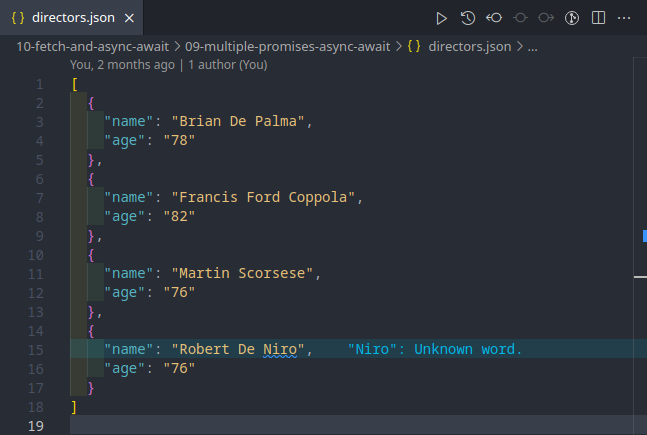 {} directors.json ×
10-fetch-and-async-await > 09-multiple-promises-async-await > {} directors.json > ...
You, 2 months ago | 1 author (You)
1 [
2 {
3 "name": "Brian De Palma",
4 "age": "78"
5 },
6 {
7 "name": "Francis Ford Coppola",
8 "age": "82"
9 },
10 {
11 "name": "Martin Scorsese",
12 "age": "76"
13 },
14 {
15 "name": "Robert De Niro", "Niro": Unknown word.
16 "age": "76"
17 }
18 ]
19